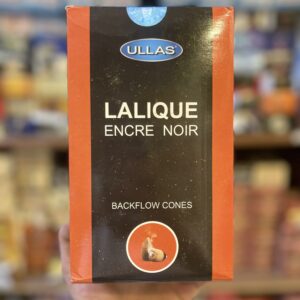 ULLAS
LALIQUE
ENCRE NOIR
BACKFLOW CONES